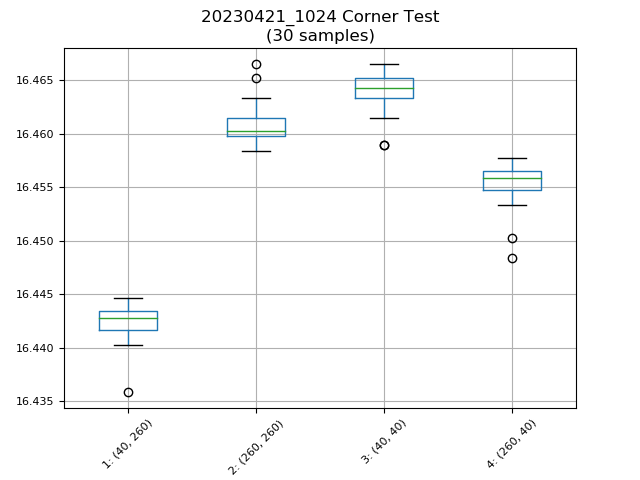 20230421_1024 Corner Test
(30 samples)
16.465
16.460
16.455
16.450
16.445
16.440
16.435
1: (40, 260)
2: (260, 260)
3: (40, 40)
4: (260, 40)